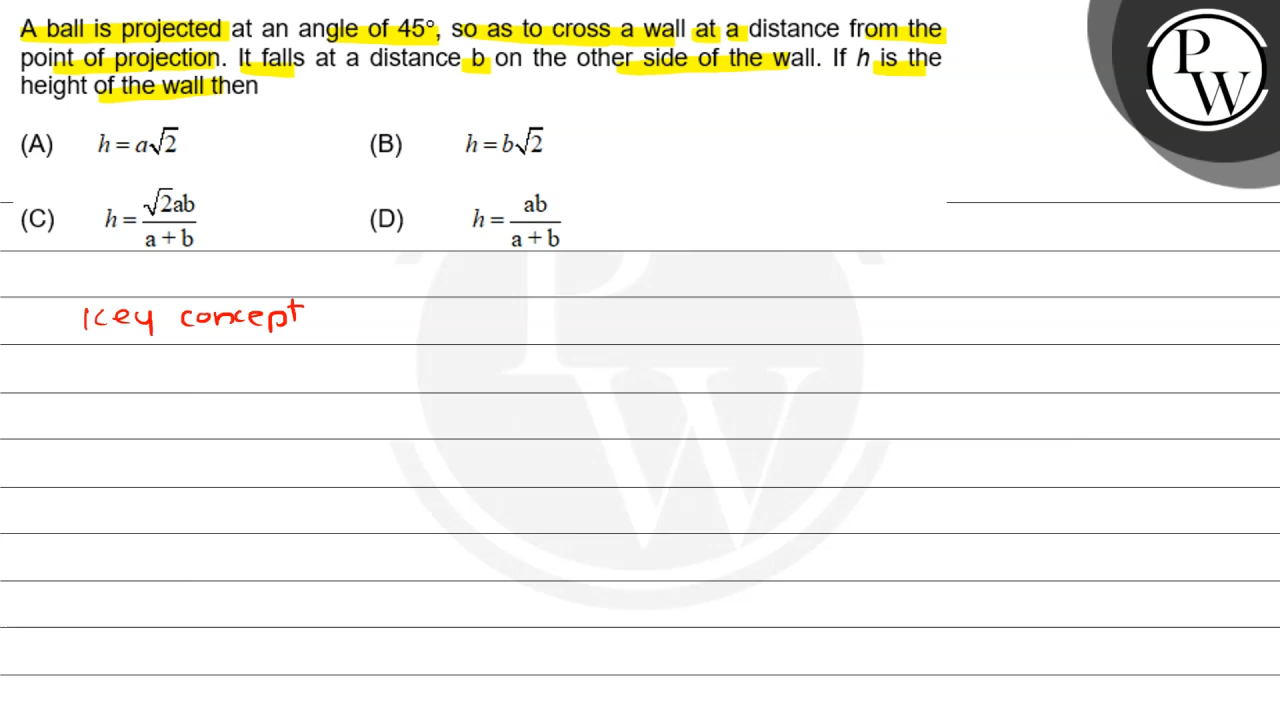 A ball is projected at an angle of 45°, so as to cross a wall at a distance from the
point of projection. It falls at a distance b on the other side of the wall. If h is the
height of the wall then
(A) h = a√2 (B) h = b√2
(C) h = √2ab / a + b (D) h = ab / a + b
Key concept
P
W
P
W